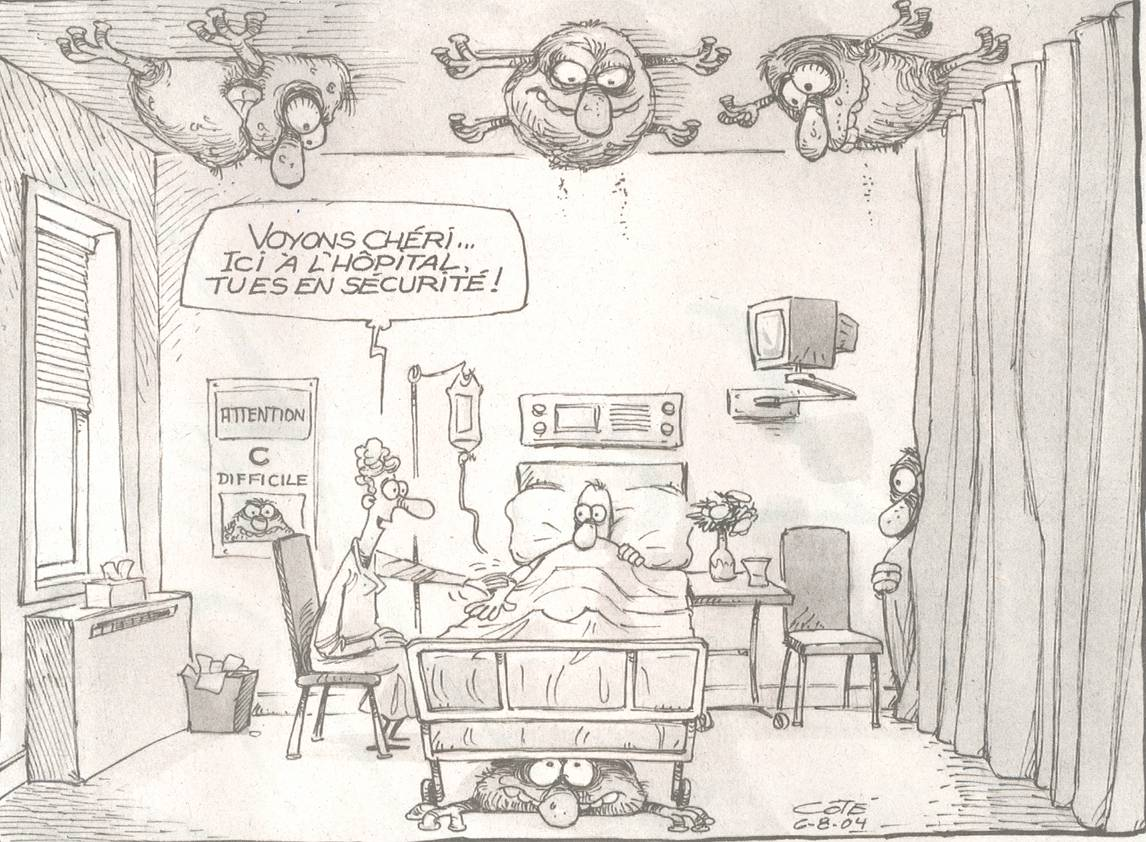 VOYONS CHÉRI...
ICI À L'HÔPITAL,
TU ES EN SÉCURITÉ !
ATTENTION
C
DIFFICILE
CÔTÉ
6-8-04